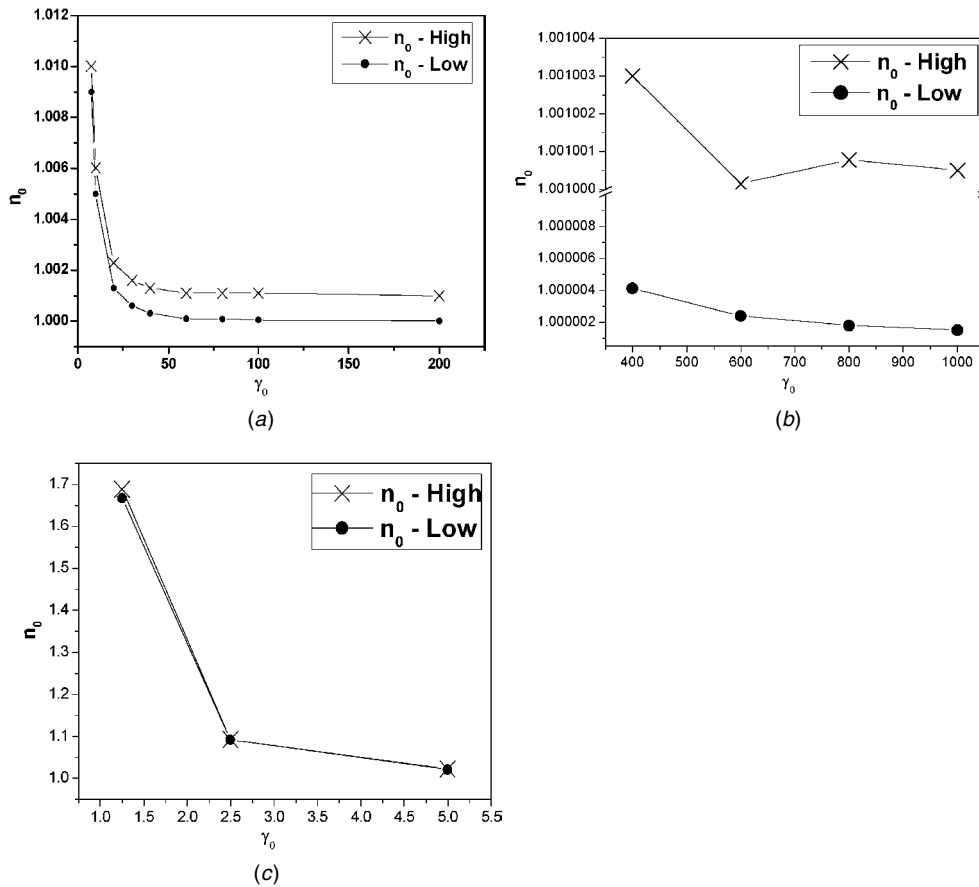 1.012
1.010
1.008
1.006
1.004
1.002
1.000
n₀
n₀ - High
n₀ - Low
0 25 50 75 100 125 150 175 200
γ₀
(a)
1.001004
1.001003
1.001002
1.001001
1.001000
1.000008
1.000006
1.000004
1.000002
n₀
n₀ - High
n₀ - Low
400 500 600 700 800 900 1000
γ₀
(b)
1.7
1.6
1.5
1.4
1.3
1.2
1.1
1.0
n₀
n₀ - High
n₀ - Low
1.0 1.5 2.0 2.5 3.0 3.5 4.0 4.5 5.0 5.5
γ₀
(c)